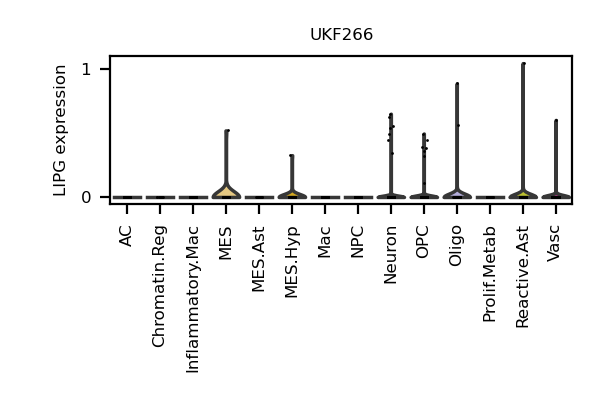 UKF266
LIPG expression
1
0
AC
Chromatin.Reg
Inflammatory.Mac
MES
MES.Ast
MES.Hyp
Mac
NPC
Neuron
OPC
Oligo
Prolif.Metab
Reactive.Ast
Vasc